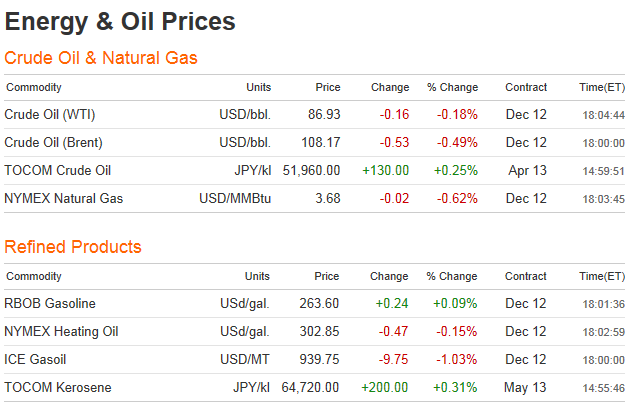 Energy & Oil Prices
Crude Oil & Natural Gas
Commodity Units Price Change % Change Contract Time(ET)
Crude Oil (WTI) USD/bbl. 86.93 -0.16 -0.18% Dec 12 18:04:44
Crude Oil (Brent) USD/bbl. 108.17 -0.53 -0.49% Dec 12 18:00:00
TOCOM Crude Oil JPY/kl 51,960.00 +130.00 +0.25% Apr 13 14:59:51
NYMEX Natural Gas USD/MMBtu 3.68 -0.02 -0.62% Dec 12 18:03:45
Refined Products
Commodity Units Price Change % Change Contract Time(ET)
RBOB Gasoline USd/gal. 263.60 +0.24 +0.09% Dec 12 18:01:36
NYMEX Heating Oil USd/gal. 302.85 -0.47 -0.15% Dec 12 18:02:59
ICE Gasoil USD/MT 939.75 -9.75 -1.03% Dec 12 18:00:00
TOCOM Kerosene JPY/kl 64,720.00 +200.00 +0.31% May 13 14:55:46